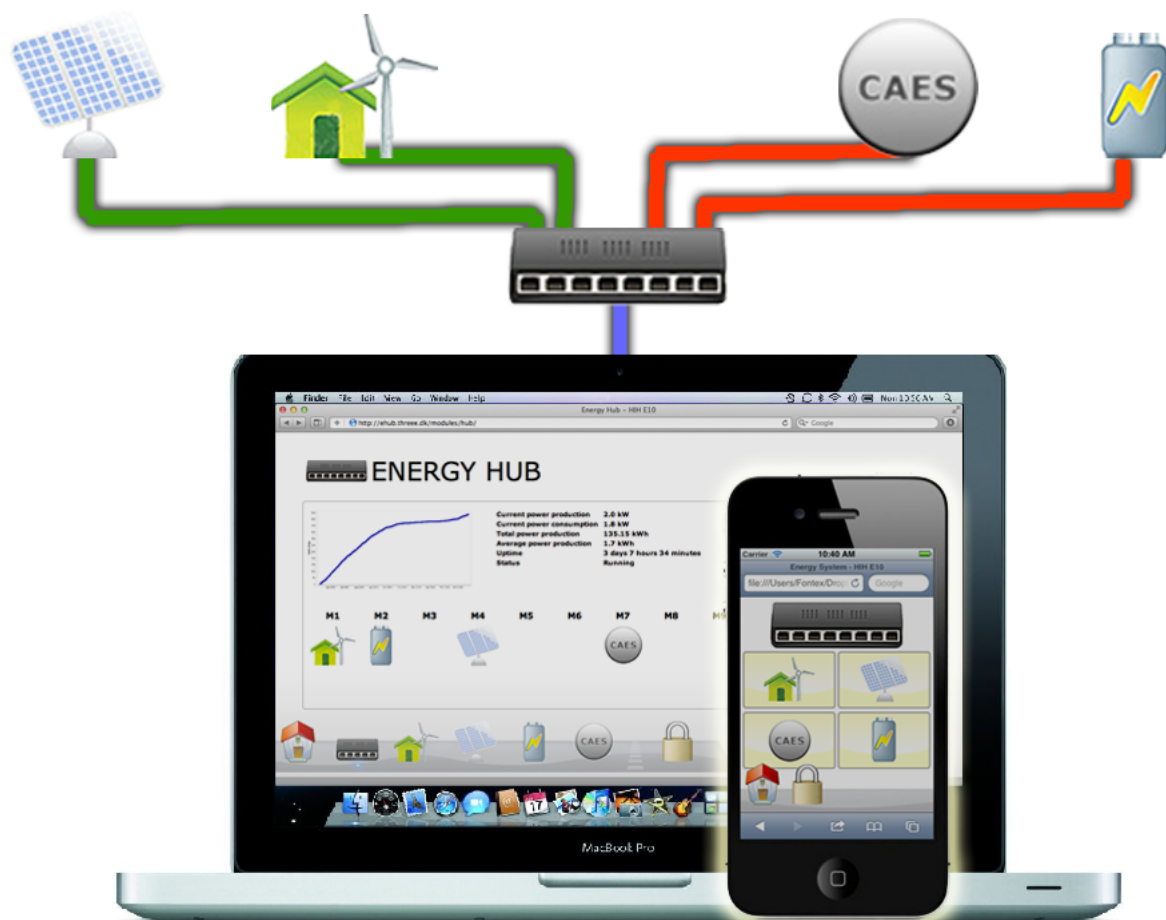 CAES
Finder File Edit View Go Window Help
Energy Hub - HIH E10
http://ehub.threee.dk/modules/hub/
Google
ENERGY HUB
Current power production 2.0 kW
Current power consumption 1.8 kW
Total power production 135.15 kWh
Average power production 1.7 kWh
Uptime 3 days 7 hours 34 minutes
Status Running
M1 M2 M3 M4 M5 M6 M7 M8 M9
CAES
CAES
17
MacBook Pro
Carrier 10:40 AM
Energy System - HIH E10
file:///Users/Fontex/Drop
Google
CAES